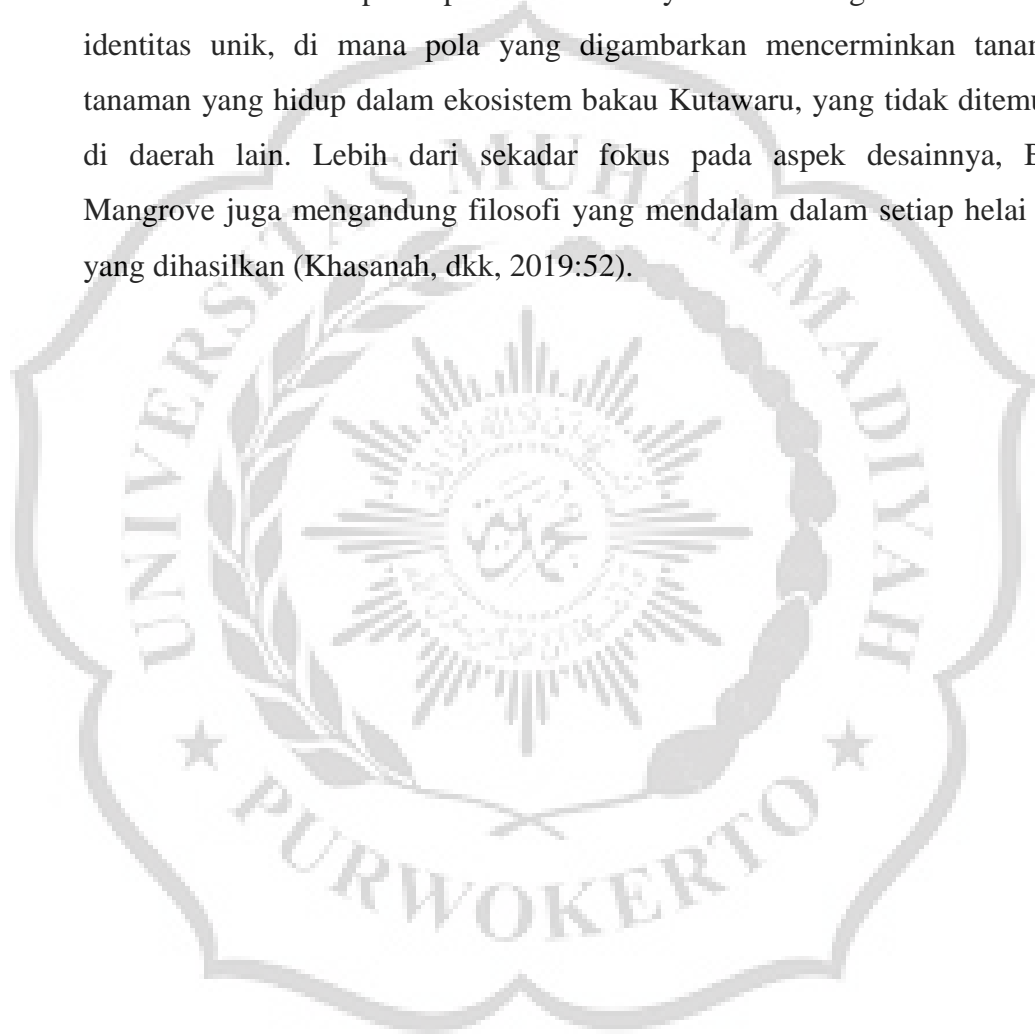 identitas unik, di mana pola yang digambarkan mencerminkan
tanaman yang hidup dalam ekosistem bakau Kutawaru, yang tidak
di daerah lain. Lebih dari sekadar fokus pada aspek desainnya,
Mangrove juga mengandung filosofi yang mendalam dalam setiap helai
yang dihasilkan (Khasanah, dkk, 2019:52).
UNIVERSITAS MUHAMMADIYAH
★ PURWOKERTO ★